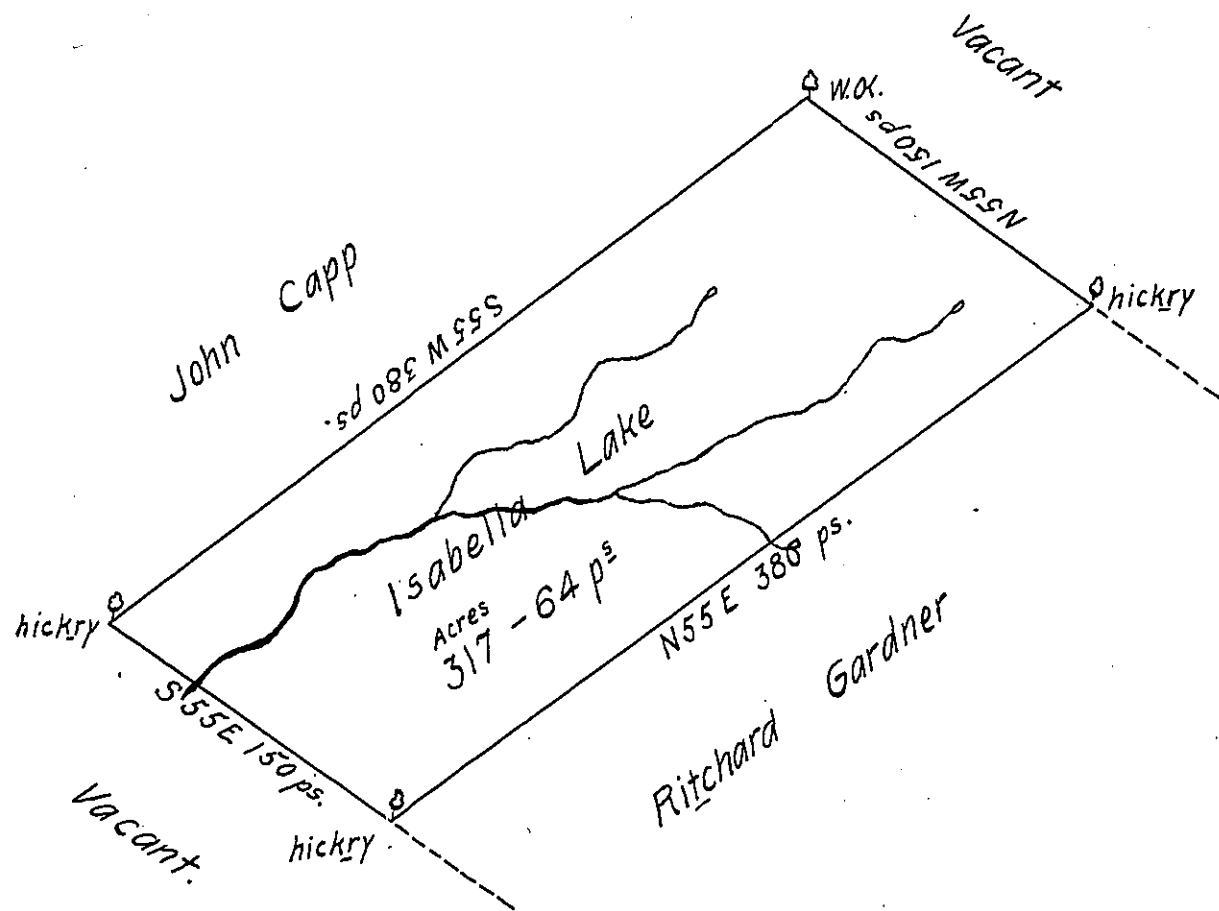 Vacant
W.O.
N55W 150ps
hickry
John Capp
S55W 380 ps.
Isabella Lake
Acres
317 - 64 ps
N55E 380 ps.
hickry
S55E 150ps.
Ritchard Gardner
Vacant.
hickry